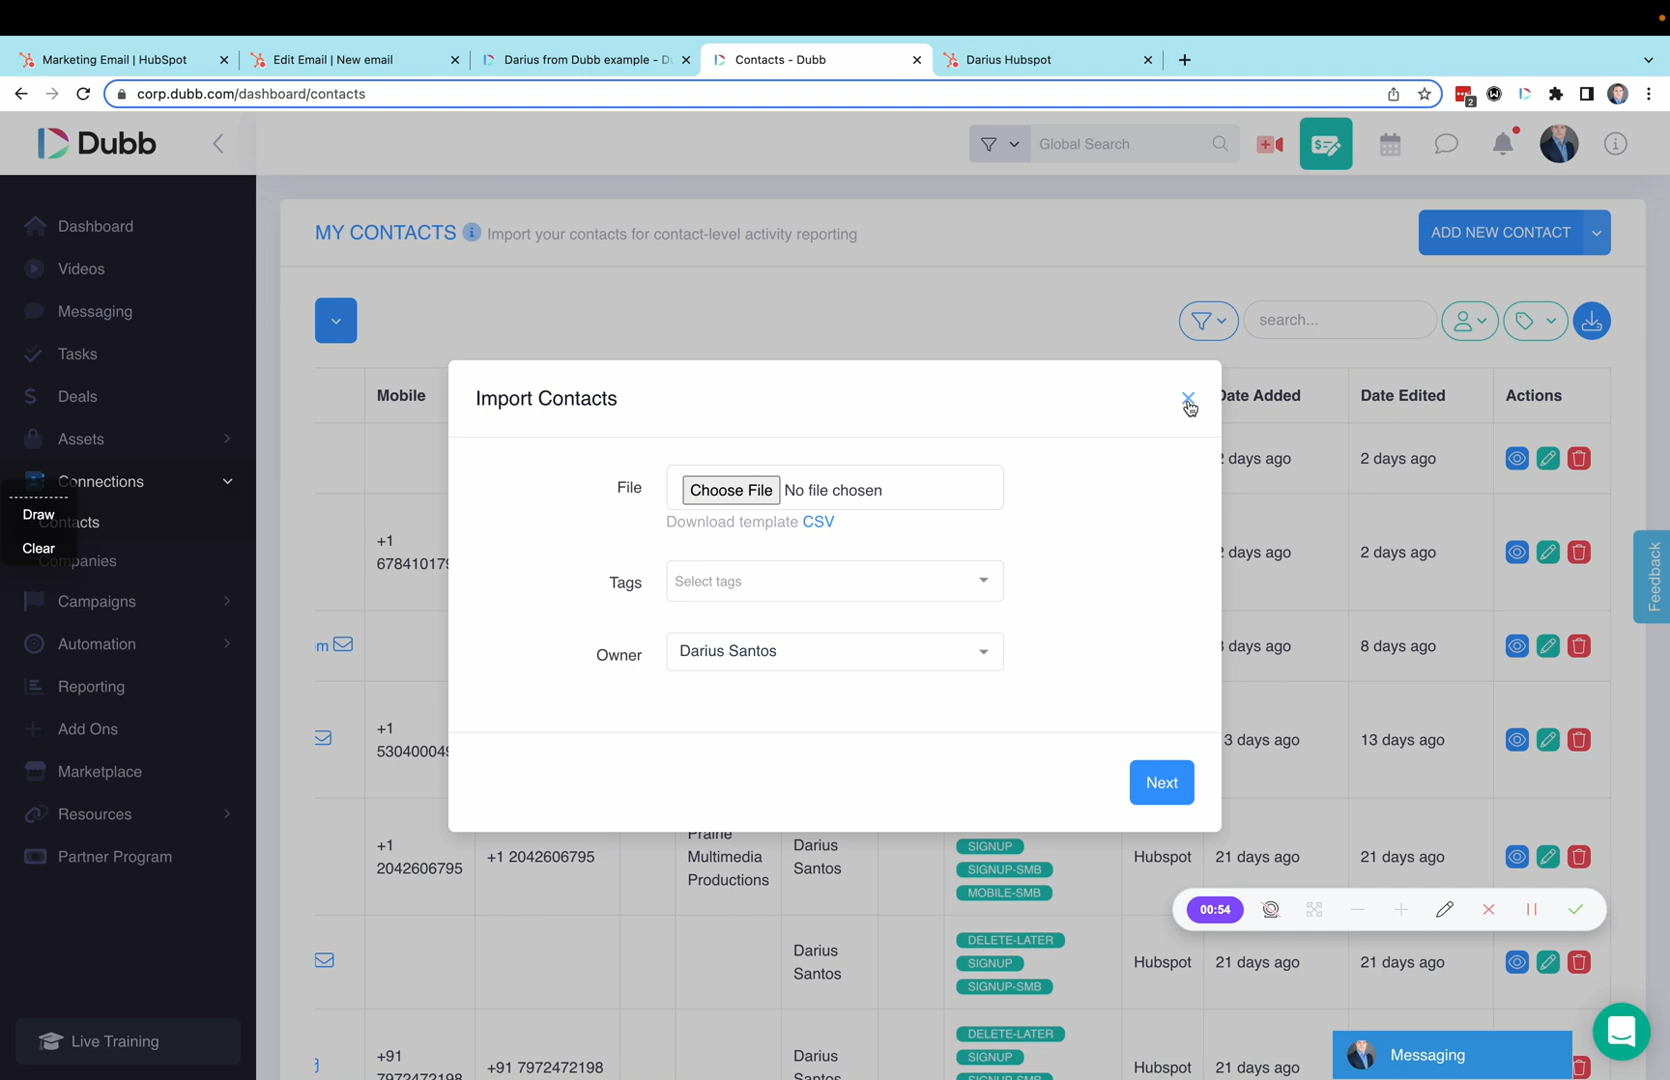 Marketing Email | HubSpot
Edit Email | New email
Darius from Dubb example - D
Contacts - Dubb
Darius Hubspot
corp.dubb.com/dashboard/contacts
2
Dubb
Global Search
Dashboard
Videos
Messaging
Tasks
Deals
Assets
Connections
Draw
Contacts
Clear
Companies
Campaigns
Automation
Reporting
Add Ons
Marketplace
Resources
Partner Program
Live Training
MY CONTACTS
Import your contacts for contact-level activity reporting
ADD NEW CONTACT
search...
Mobile
Date Added
Date Edited
Actions
2 days ago
2 days ago
+1
678410179
2 days ago
2 days ago
om
8 days ago
8 days ago
+1
530400049
13 days ago
13 days ago
Import Contacts
File
Choose File
No file chosen
Download template CSV
Tags
Select tags
Owner
Darius Santos
Next
+1
2042606795
+1 2042606795
Prairie
Multimedia
Productions
Darius
Santos
SIGNUP
SIGNUP-SMB
MOBILE-SMB
Hubspot
21 days ago
21 days ago
00:54
Darius
Santos
DELETE-LATER
SIGNUP
SIGNUP-SMB
Hubspot
21 days ago
21 days ago
+91
7972472198
+91 7972472198
Darius
Santos
DELETE-LATER
SIGNUP
SIGNUP-SMB
Messaging
Feedback